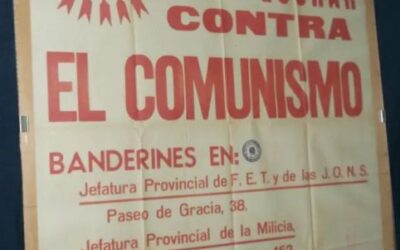 CONTRA
EL COMUNISMO
BANDERINES EN:
Jefatura Provincial de F. E. T. y de las J. O. N. S.
Paseo de Gracia, 38.
Jefatura Provincial de la Milicia,